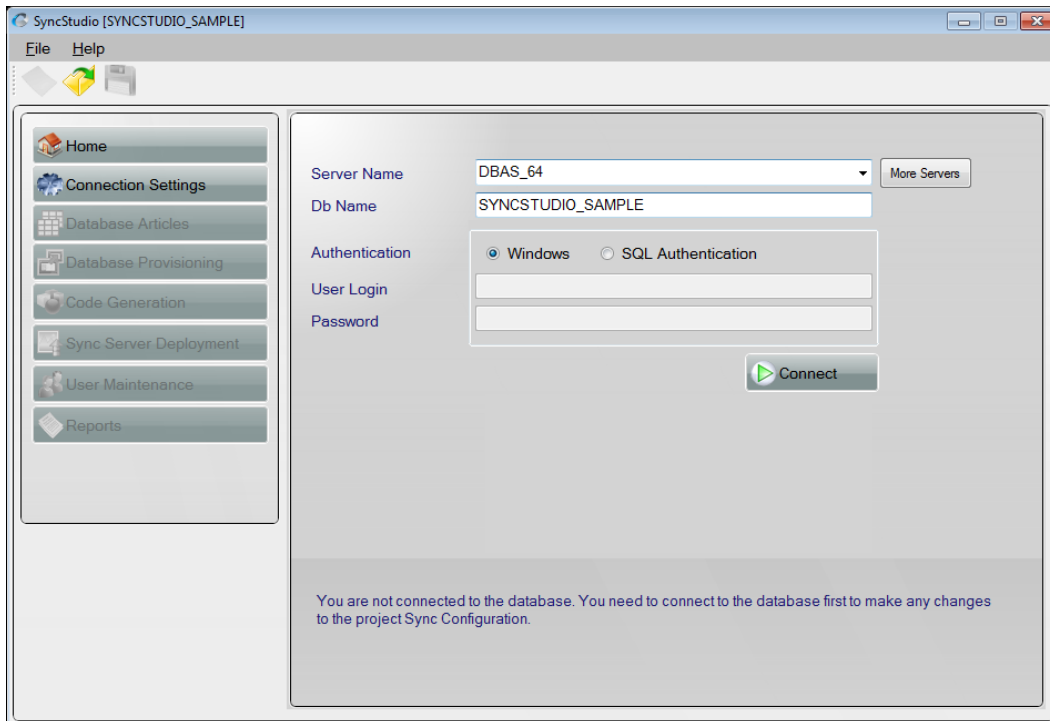 SyncStudio [SYNCSTUDIO_SAMPLE]
File Help
Home
Connection Settings
Database Articles
Database Provisioning
Code Generation
Sync Server Deployment
User Maintenance
Reports
Server Name DBAS_64 More Servers
Db Name SYNCSTUDIO_SAMPLE
Authentication Windows SQL Authentication
User Login
Password
Connect
You are not connected to the database. You need to connect to the database first to make any changes
to the project Sync Configuration.